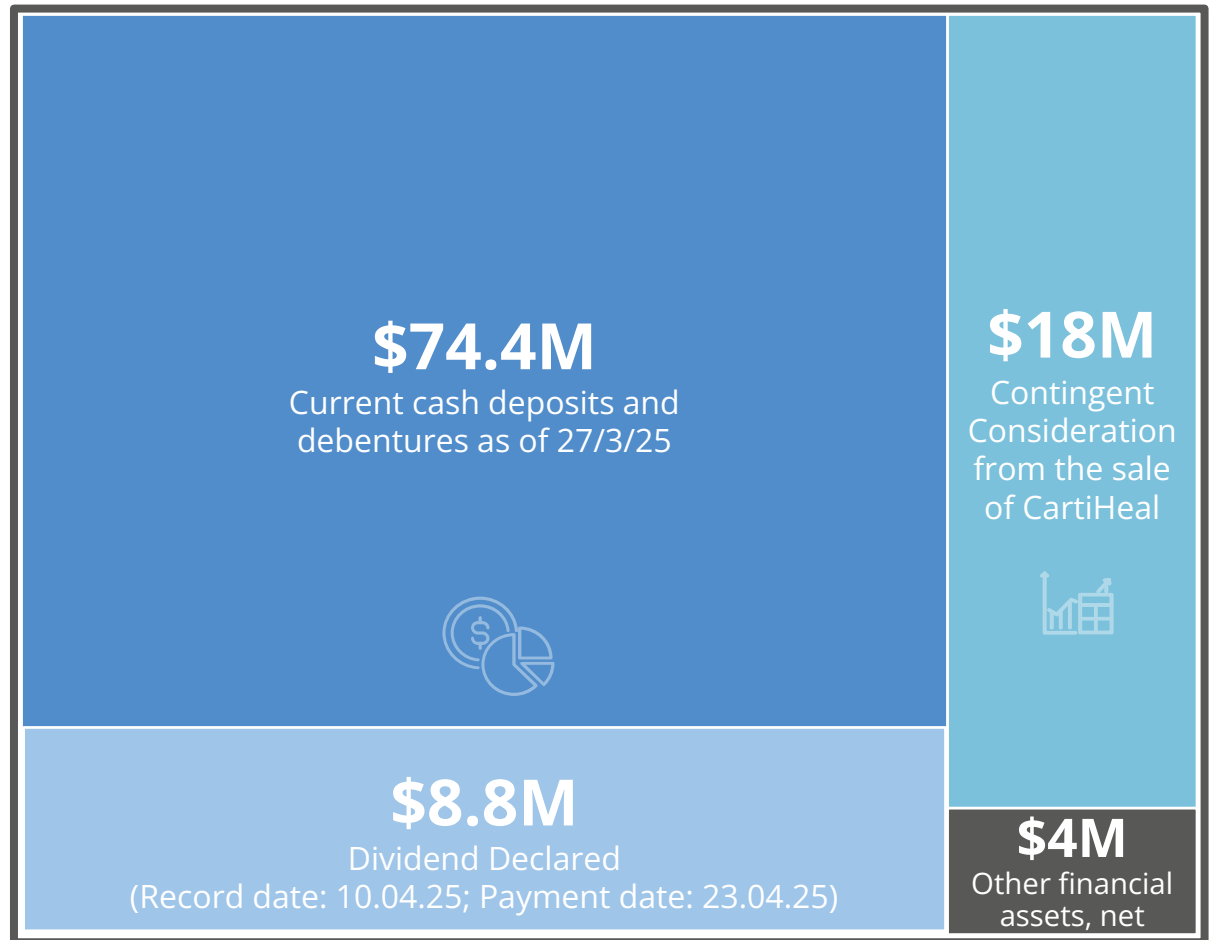 $74.4M
Current cash deposits and
debentures as of 27/3/25
$18M
Contingent
Consideration
from the sale
of CartiHeal
$
$8.8M
Dividend Declared
(Record date: 10.04.25; Payment date: 23.04.25)
$4M
Other financial
assets, net